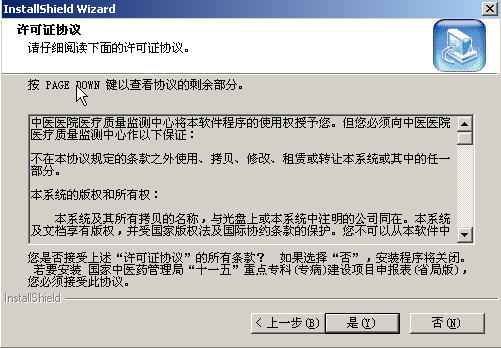 InstallShield Wizard
许可证协议
请仔细阅读下面的许可证协议。
按 PAGE DOWN 键以查看协议的剩余部分。
中医医院医疗质量监测中心将本软件程序的使用权授予您。但您必须向中医医院
医疗质量监测中心作以下保证：
不在本协议规定的条款之外使用、拷贝、修改、租赁或转让本系统或其中的任一
部分。
本系统的版权和所有权：
本系统及其所有拷贝的名称，与光盘上或本系统中注明的公司同在。本系统
及文档享有版权，并受国家版权法及国际协约条款的保护。您不可以从本软件中
您是否接受上述“许可证协议”的所有条款？ 如果选择“否”，安装程序将关闭。
若要安装 国家中医药管理局“十一五”重点专科(专病)建设项目申报表(省局版)，
您必须接受此协议。
InstallShield
< 上一步(B)
是(Y)
否(N)